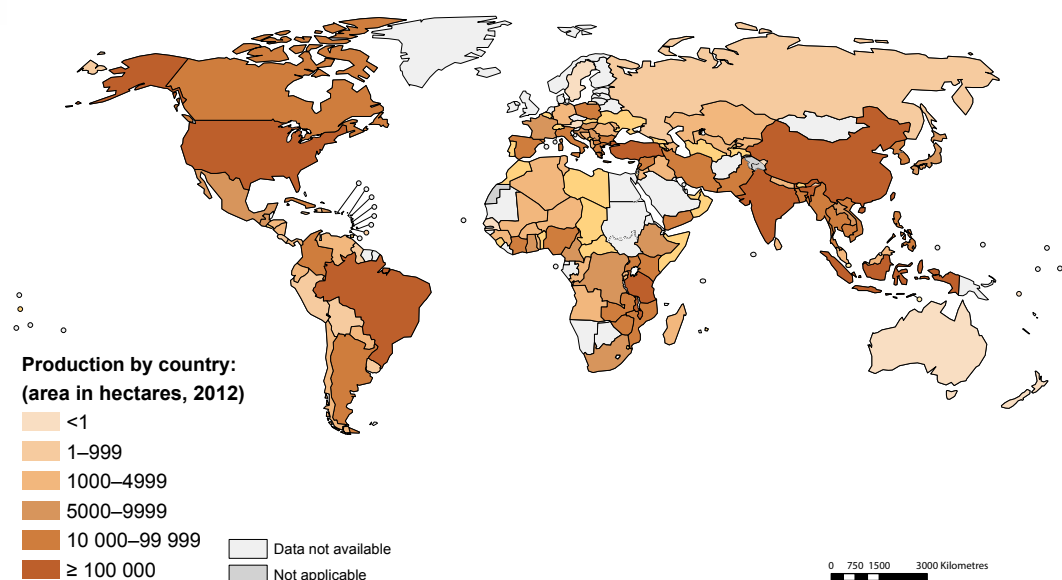 Production by country:
(area in hectares, 2012)
<1
1–999
1000–4999
5000–9999
10 000–99 999
≥ 100 000
Data not available
Not applicable
0 750 1500 3000 Kilometres